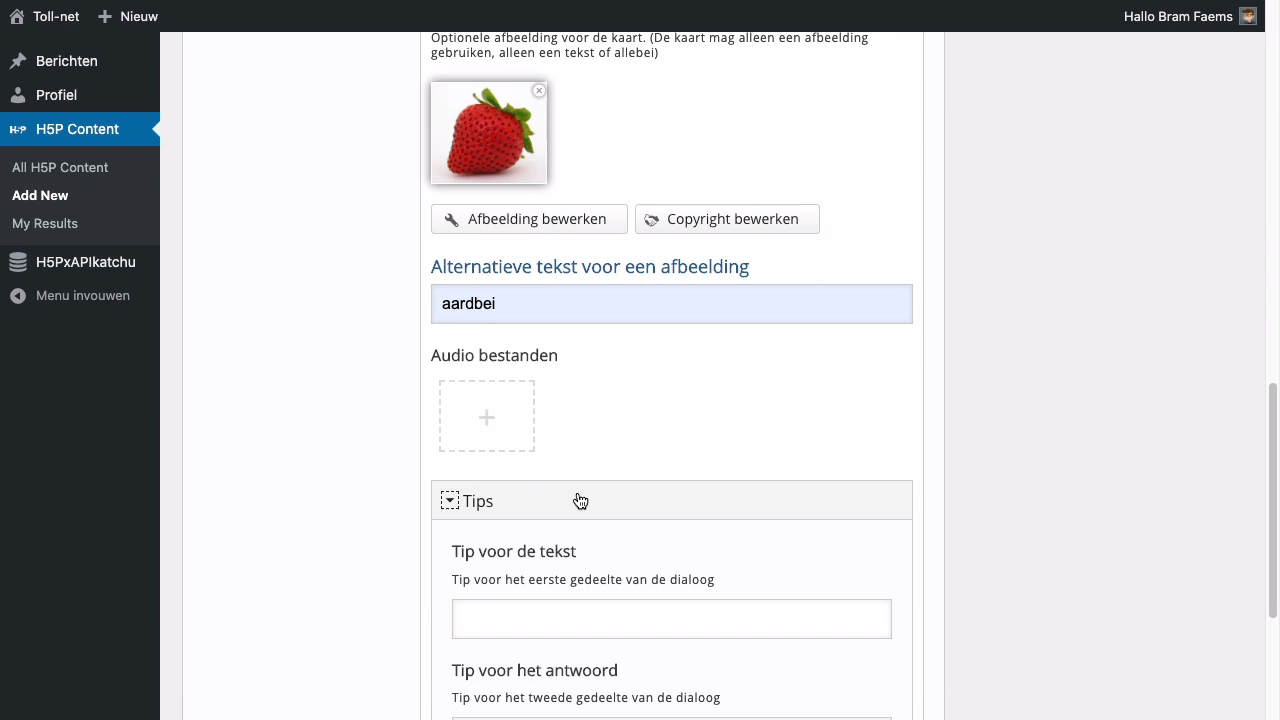 Toll-net
Nieuw
Hallo Bram Faems
Berichten
Profiel
H-P H5P Content
All H5P Content
Add New
My Results
H5PxAPIkatchu
Menu invouwen
Optionele afbeelding voor de kaart. (De kaart mag alleen een afbeelding
gebruiken, alleen een tekst of allebei)
Afbeelding bewerken
Copyright bewerken
Alternatieve tekst voor een afbeelding
aardbei
Audio bestanden
Tips
Tip voor de tekst
Tip voor het eerste gedeelte van de dialoog
Tip voor het antwoord
Tip voor het tweede gedeelte van de dialoog